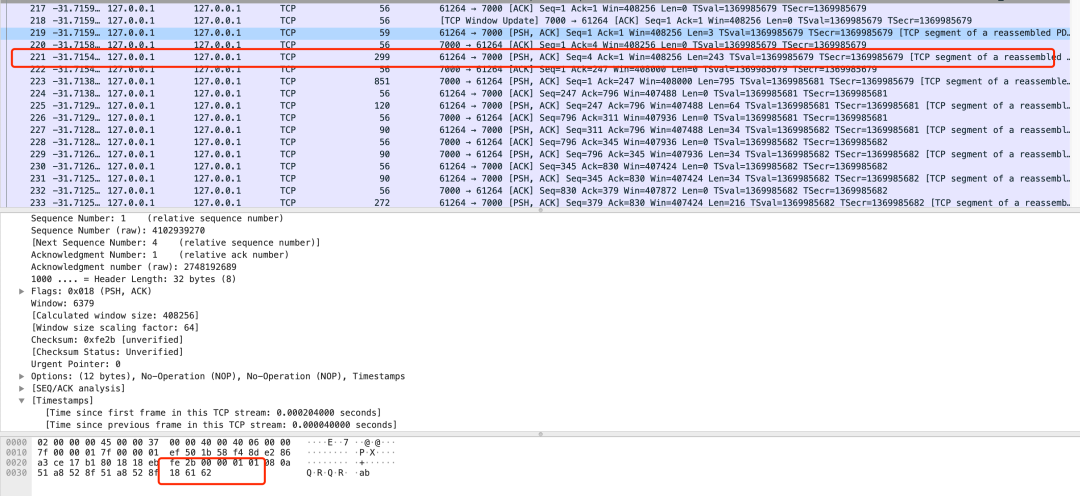 217 -31.7159… 127.0.0.1 127.0.0.1 TCP 56 61264 → 7000 [ACK] Seq=1 Ack=1 Win=408256 Len=0 TSval=1369985679 TSecr=1369985679
218 -31.7159… 127.0.0.1 127.0.0.1 TCP 56 [TCP Window Update] 7000 → 61264 [ACK] Seq=1 Ack=1 Win=408256 Len=0 TSval=1369985679 TSecr=1369985679
219 -31.7159… 127.0.0.1 127.0.0.1 TCP 59 61264 → 7000 [PSH, ACK] Seq=1 Ack=1 Win=408256 Len=3 TSval=1369985679 TSecr=1369985679 [TCP segment of a reassembled PD…
220 -31.7158… 127.0.0.1 127.0.0.1 TCP 56 7000 → 61264 [ACK] Seq=1 Ack=4 Win=408256 Len=0 TSval=1369985679 TSecr=1369985679
221 -31.7154… 127.0.0.1 127.0.0.1 TCP 299 61264 → 7000 [PSH, ACK] Seq=4 Ack=1 Win=408256 Len=243 TSval=1369985679 TSecr=1369985679 [TCP segment of a reassembled …
222 -31.7154… 127.0.0.1 127.0.0.1 TCP 56 7000 → 61264 [ACK] Seq=1 Ack=247 Win=408000 Len=0 TSval=1369985679 TSecr=1369985679
223 -31.7138… 127.0.0.1 127.0.0.1 TCP 851 7000 → 61264 [PSH, ACK] Seq=1 Ack=247 Win=408000 Len=795 TSval=1369985681 TSecr=1369985679 [TCP segment of a reassemble…
224 -31.7138… 127.0.0.1 127.0.0.1 TCP 56 61264 → 7000 [ACK] Seq=247 Ack=796 Win=407488 Len=0 TSval=1369985681 TSecr=1369985681
225 -31.7129… 127.0.0.1 127.0.0.1 TCP 120 61264 → 7000 [PSH, ACK] Seq=247 Ack=796 Win=407488 Len=64 TSval=1369985681 TSecr=1369985681 [TCP segment of a reassembl…
226 -31.7129… 127.0.0.1 127.0.0.1 TCP 56 7000 → 61264 [ACK] Seq=796 Ack=311 Win=407936 Len=0 TSval=1369985681 TSecr=1369985681
227 -31.7128… 127.0.0.1 127.0.0.1 TCP 90 61264 → 7000 [PSH, ACK] Seq=311 Ack=796 Win=407488 Len=34 TSval=1369985682 TSecr=1369985681 [TCP segment of a reassembl…
228 -31.7128… 127.0.0.1 127.0.0.1 TCP 56 7000 → 61264 [ACK] Seq=796 Ack=345 Win=407936 Len=0 TSval=1369985682 TSecr=1369985682
229 -31.7126… 127.0.0.1 127.0.0.1 TCP 90 7000 → 61264 [PSH, ACK] Seq=796 Ack=345 Win=407936 Len=34 TSval=1369985682 TSecr=1369985682 [TCP segment of a reassembl…
230 -31.7126… 127.0.0.1 127.0.0.1 TCP 56 61264 → 7000 [ACK] Seq=345 Ack=830 Win=407424 Len=0 TSval=1369985682 TSecr=1369985682
231 -31.7125… 127.0.0.1 127.0.0.1 TCP 90 61264 → 7000 [PSH, ACK] Seq=345 Ack=830 Win=407424 Len=34 TSval=1369985682 TSecr=1369985682 [TCP segment of a reassembl…
232 -31.7125… 127.0.0.1 127.0.0.1 TCP 56 7000 → 61264 [ACK] Seq=830 Ack=379 Win=407872 Len=0 TSval=1369985682 TSecr=1369985682
233 -31.7125… 127.0.0.1 127.0.0.1 TCP 272 61264 → 7000 [PSH, ACK] Seq=379 Ack=830 Win=407424 Len=216 TSval=1369985682 TSecr=1369985682 [TCP segment of a reassemb…
Sequence Number: 1 (relative sequence number)
Sequence Number (raw): 4102939270
[Next Sequence Number: 4 (relative sequence number)]
Acknowledgment Number: 1 (relative ack number)
Acknowledgment number (raw): 2748192689
1000 .... = Header Length: 32 bytes (8)
Flags: 0x018 (PSH, ACK)
Window: 6379
[Calculated window size: 408256]
[Window size scaling factor: 64]
Checksum: 0xfe2b [unverified]
[Checksum Status: Unverified]
Urgent Pointer: 0
Options: (12 bytes), No-Operation (NOP), No-Operation (NOP), Timestamps
[SEQ/ACK analysis]
[Timestamps]
[Time since first frame in this TCP stream: 0.000204000 seconds]
[Time since previous frame in this TCP stream: 0.000040000 seconds]
0000 02 00 00 00 45 00 00 37 00 00 40 00 40 06 00 00 ····E··7 ··@·@···
0010 7f 00 00 01 7f 00 00 01 ef 50 1b 58 f4 8d e2 86 ········ ·P·X····
0020 a3 ce 17 b1 80 18 18 eb fe 2b 00 00 01 01 08 0a ········ ·+······
0030 51 a8 52 8f 51 a8 52 8f 18 61 62 Q·R·Q·R· ·ab